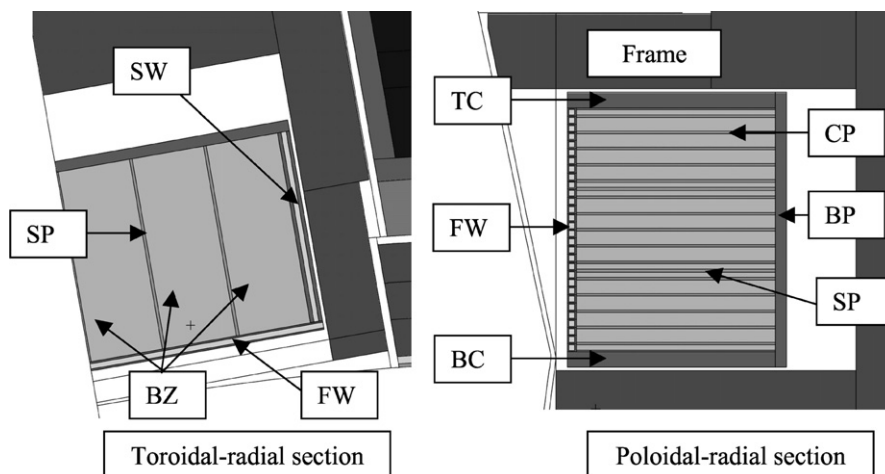 SW
SP
BZ
FW
Toroidal-radial section
Frame
TC
CP
FW
BP
SP
BC
Poloidal-radial section